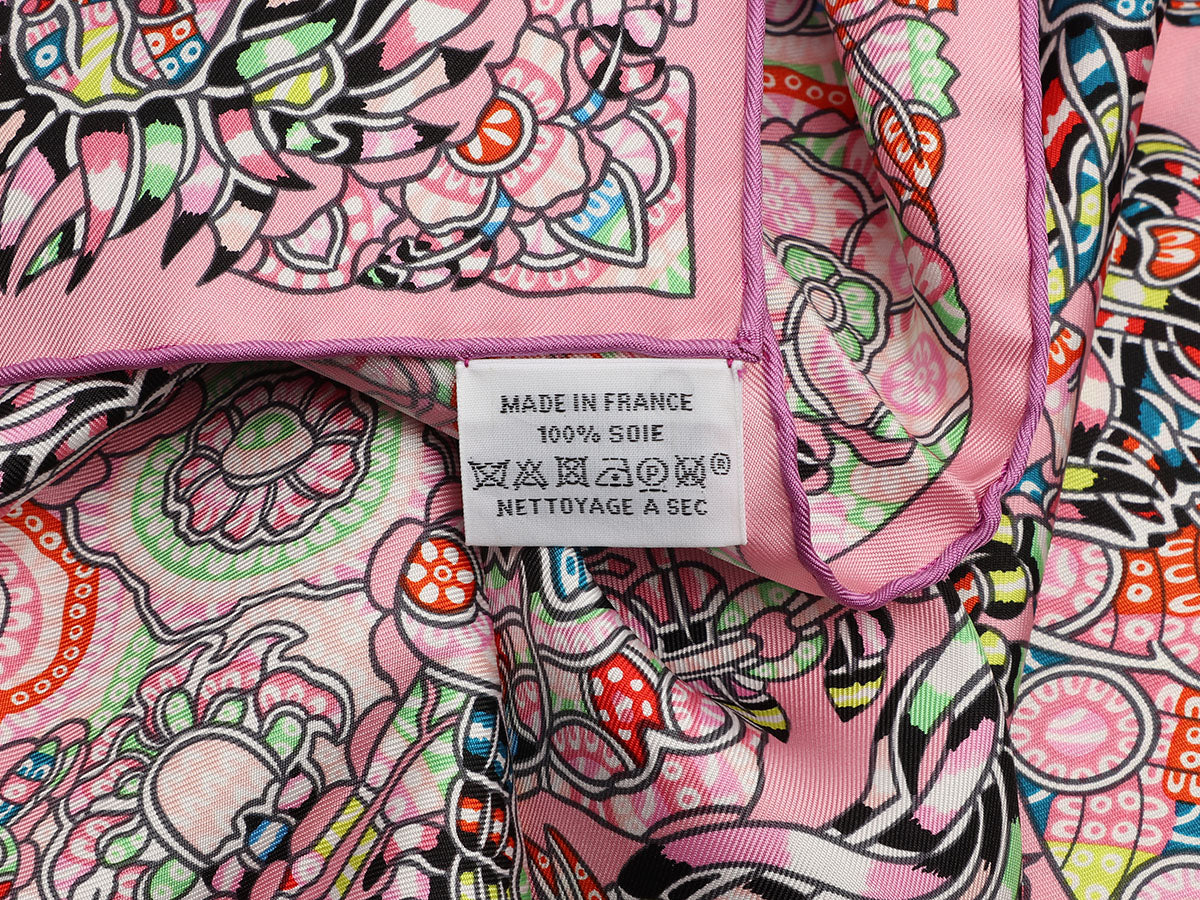 MADE IN FRANCE
100% SOIE
P ®
NETTOYAGE A SEC